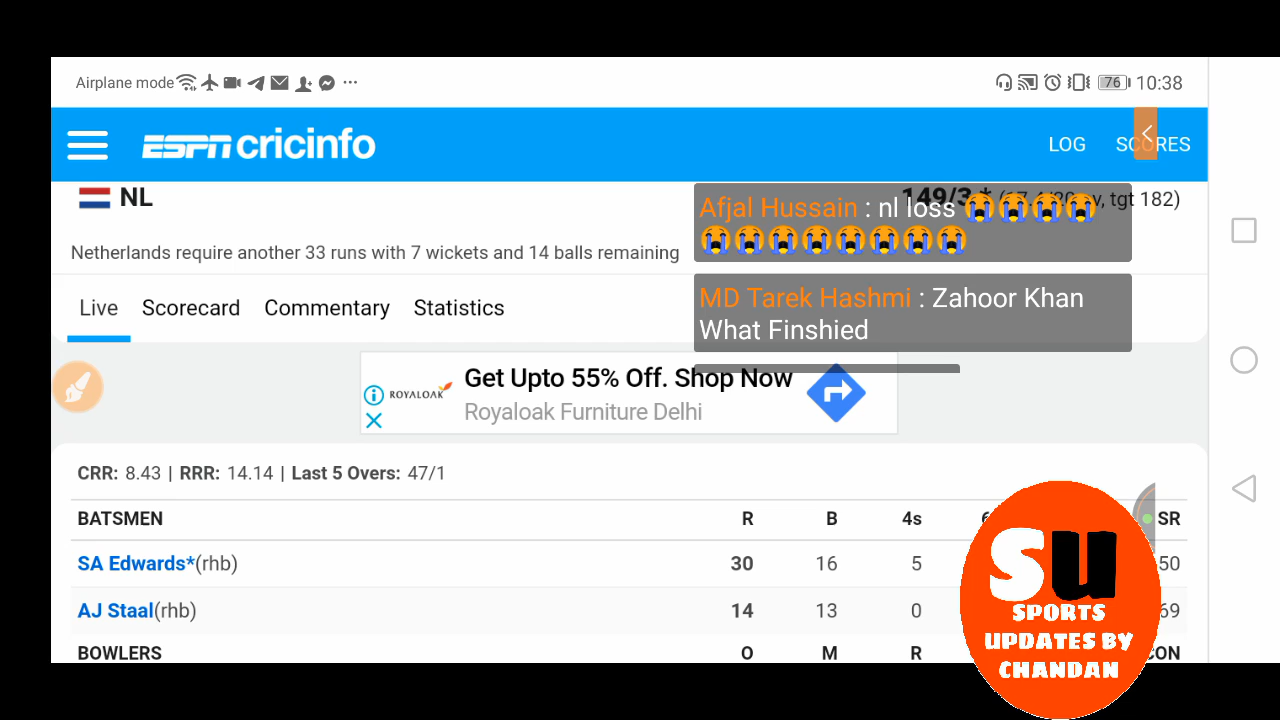 Airplane mode
76 10:38
ESPN cricinfo
LOG
SCORES
NL
149/3 *
tgt 182)
Netherlands require another 33 runs with 7 wickets and 14 balls remaining
Afjal Hussain : nl loss 😭😭😭😭
😭😭😭😭😭😭😭😭
MD Tarek Hashmi : Zahoor Khan
What Finshied
Live Scorecard Commentary Statistics
ROYALOAK
Get Upto 55% Off. Shop Now
Royaloak Furniture Delhi
CRR: 8.43 | RRR: 14.14 | Last 5 Overs: 47/1
BATSMEN R B 4s SR
SA Edwards*(rhb) 30 16 5 50
AJ Staal(rhb) 14 13 0 69
BOWLERS O M R CON
SU
SPORTS
UPDATES BY
CHANDAN